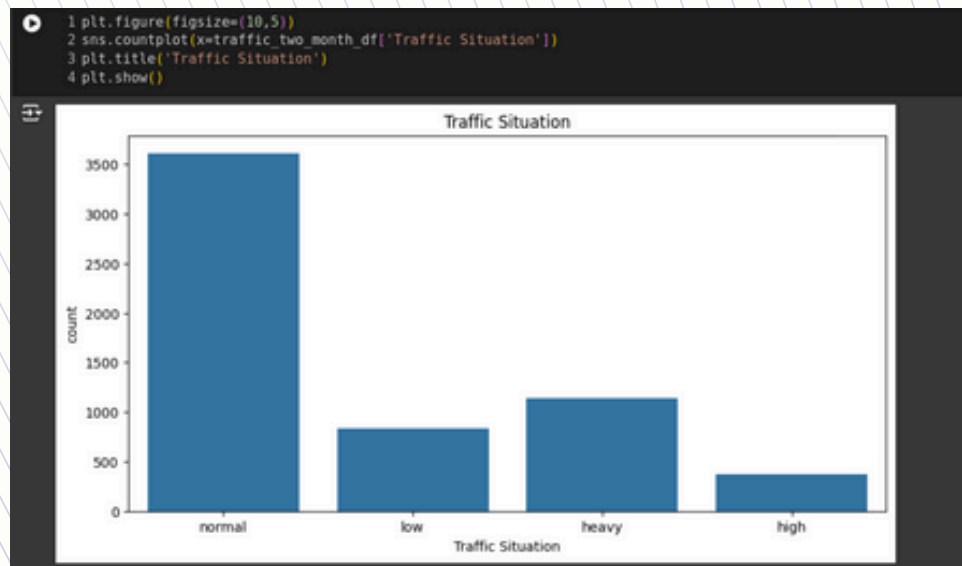 1 plt.figure(figsize=(10,5))
2 sns.countplot(x=traffic_two_month_df['Traffic Situation'])
3 plt.title('Traffic Situation')
4 plt.show()
Traffic Situation
3500
3000
2500
2000
1500
1000
500
0
count
normal low heavy high
Traffic Situation